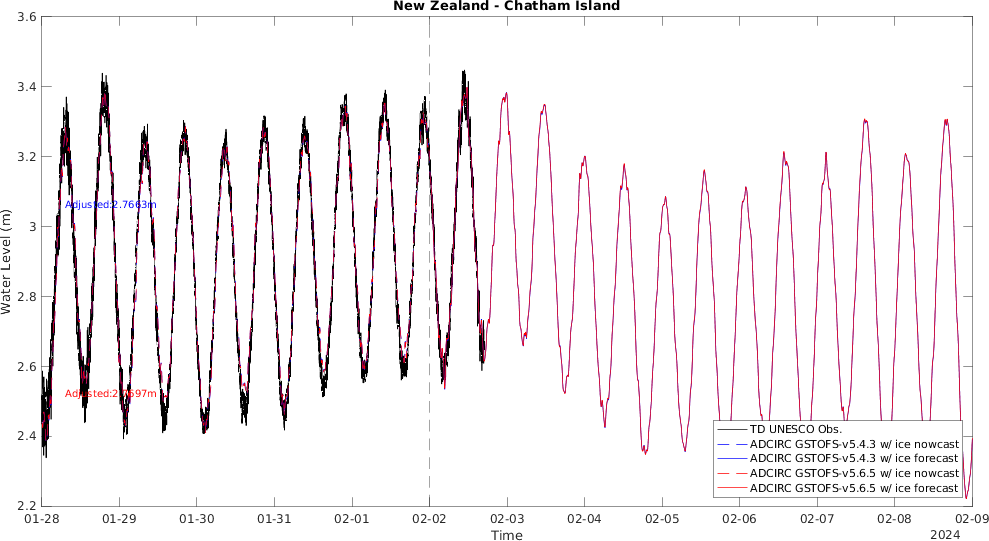 New Zealand - Chatham Island
Water Level (m)
3.6
3.4
3.2
3
2.8
2.6
2.4
2.2
Adjusted:2.7663m
TD UNESCO Obs.
ADCIRC GSTOFS-v5.4.3 w/ ice nowcast
ADCIRC GSTOFS-v5.4.3 w/ ice forecast
ADCIRC GSTOFS-v5.6.5 w/ ice nowcast
ADCIRC GSTOFS-v5.6.5 w/ ice forecast
01-28
01-29
01-30
01-31
02-01
02-02
02-03
02-04
02-05
02-06
02-07
02-08
02-09
Time
2024